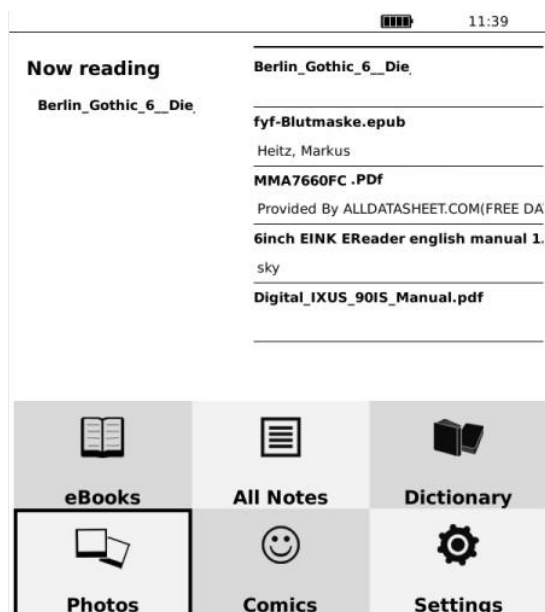 11:39
Now reading
Berlin_Gothic_6__Die
Berlin_Gothic_6__Die
fyf-Blutmaske.epub
Heitz, Markus
MMA7660FC .PDf
Provided By ALLDATASHEET.COM(FREE DA
6inch EINK EReader english manual 1.
sky
Digital_IXUS_90IS_Manual.pdf
eBooks
All Notes
Dictionary
Photos
Comics
Settings